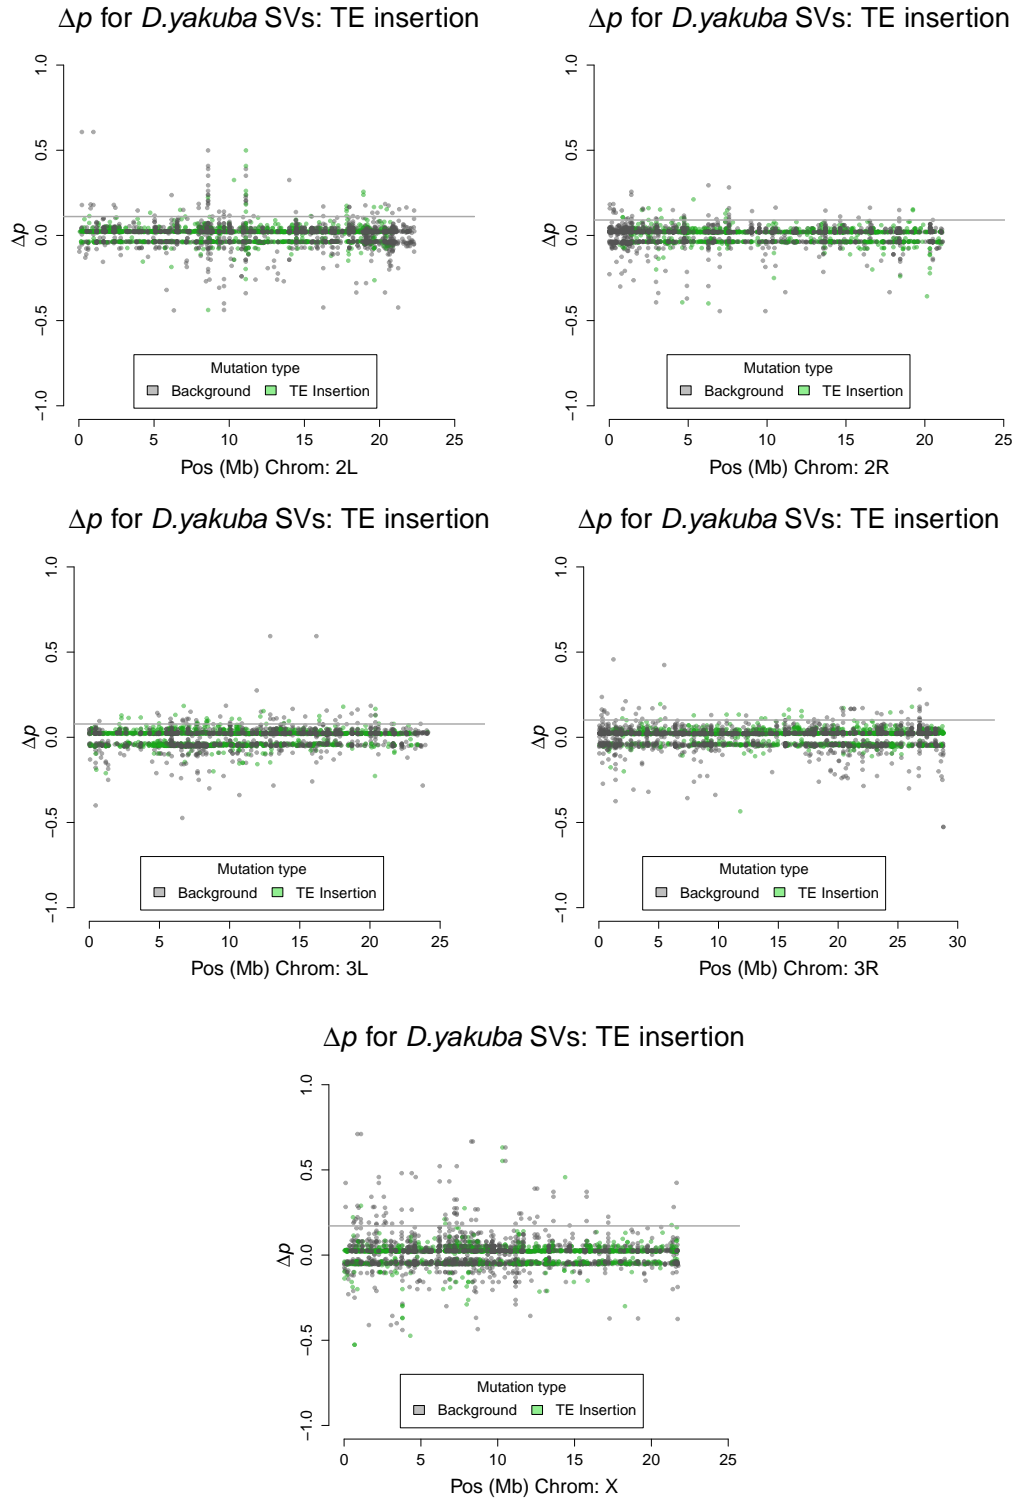 Δp for D.yakuba SVs: TE insertion
Δp for D.yakuba SVs: TE insertion
1.0
0.5
0.0
−0.5
−1.0
Δp
Mutation type
Background TE Insertion
0 5 10 15 20 25
Pos (Mb) Chrom: 2L
1.0
0.5
0.0
−0.5
−1.0
Δp
Mutation type
Background TE Insertion
0 5 10 15 20 25
Pos (Mb) Chrom: 2R
Δp for D.yakuba SVs: TE insertion
Δp for D.yakuba SVs: TE insertion
1.0
0.5
0.0
−0.5
−1.0
Δp
Mutation type
Background TE Insertion
0 5 10 15 20 25
Pos (Mb) Chrom: 3L
1.0
0.5
0.0
−0.5
−1.0
Δp
Mutation type
Background TE Insertion
0 5 10 15 20 25 30
Pos (Mb) Chrom: 3R
Δp for D.yakuba SVs: TE insertion
1.0
0.5
0.0
−0.5
−1.0
Δp
Mutation type
Background TE Insertion
0 5 10 15 20 25
Pos (Mb) Chrom: X